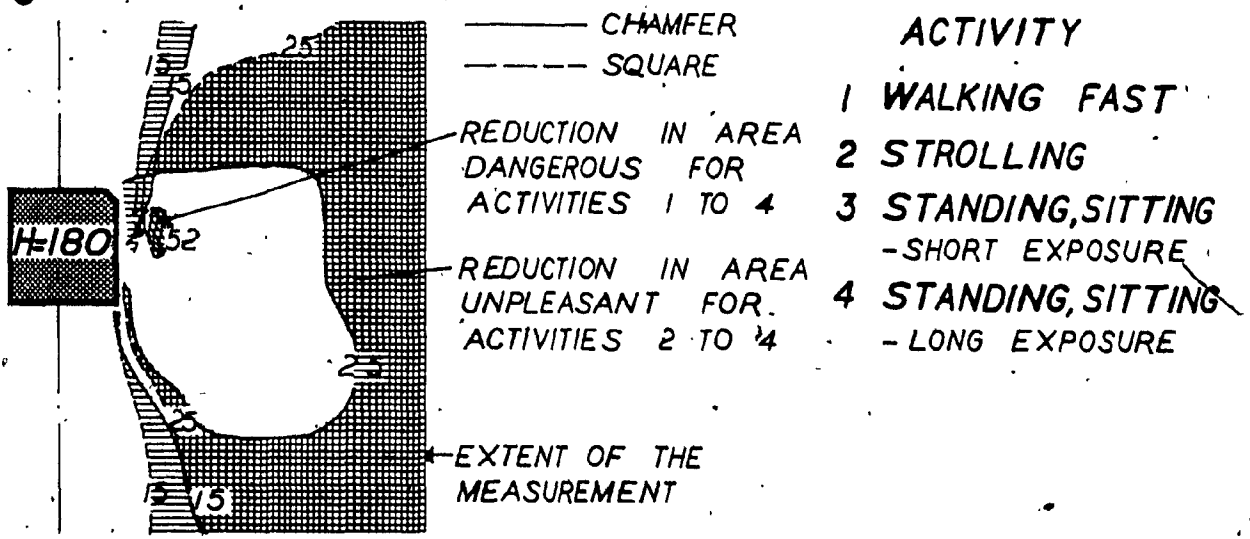 CHAMFER
SQUARE
REDUCTION IN AREA
DANGEROUS FOR
ACTIVITIES 1 TO 4
REDUCTION IN AREA
UNPLEASANT FOR.
ACTIVITIES 2 TO 4
EXTENT OF THE
MEASUREMENT
ACTIVITY
1 WALKING FAST
2 STROLLING
3 STANDING, SITTING
- SHORT EXPOSURE
4 STANDING, SITTING
- LONG EXPOSURE
25
15
15
H=180
52
25
25
15
15